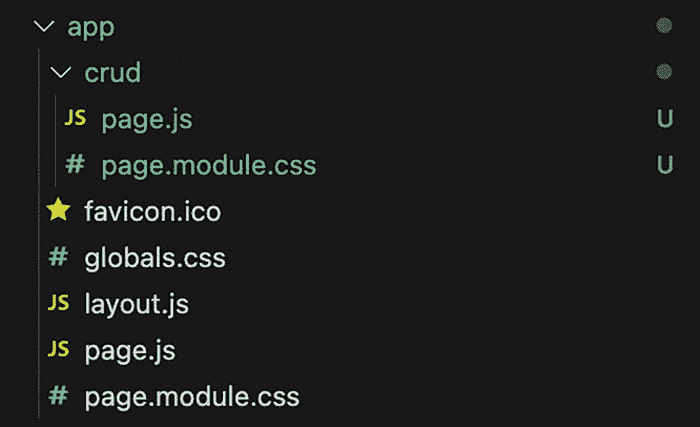 app
crud
JS page.js U
# page.module.css U
favicon.ico
# globals.css
JS layout.js
JS page.js
# page.module.css